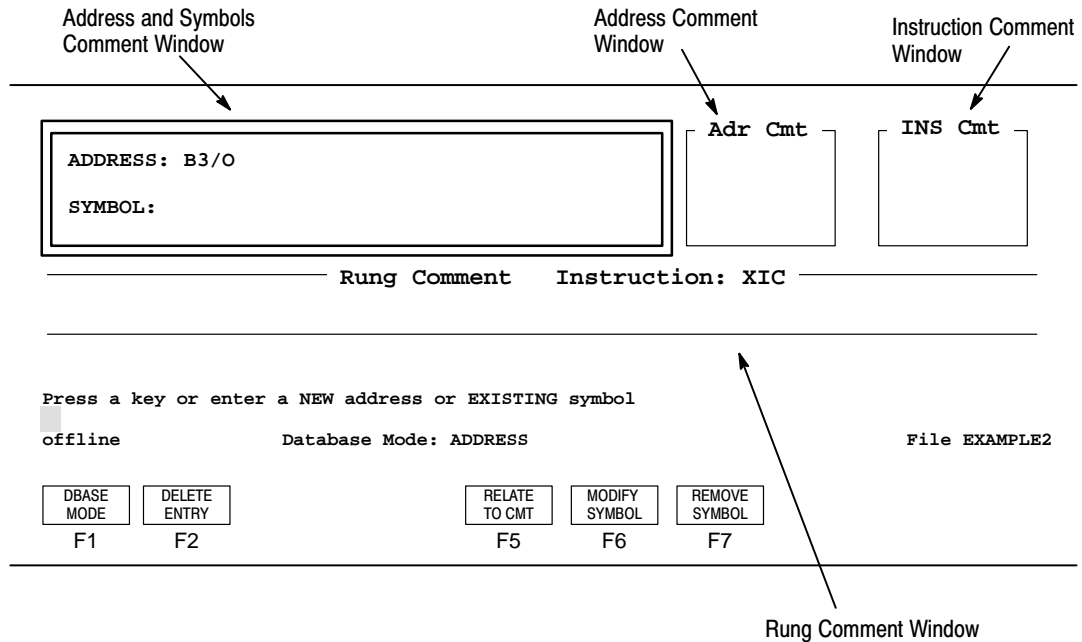 Address and Symbols
Comment Window
Address Comment
Window
Instruction Comment
Window
Adr Cmt
INS Cmt
ADDRESS: B3/O
SYMBOL:
Rung Comment Instruction: XIC
Press a key or enter a NEW address or EXISTING symbol
offline Database Mode: ADDRESS File EXAMPLE2
DBASE
MODE
F1
DELETE
ENTRY
F2
RELATE
TO CMT
F5
MODIFY
SYMBOL
F6
REMOVE
SYMBOL
F7
Rung Comment Window